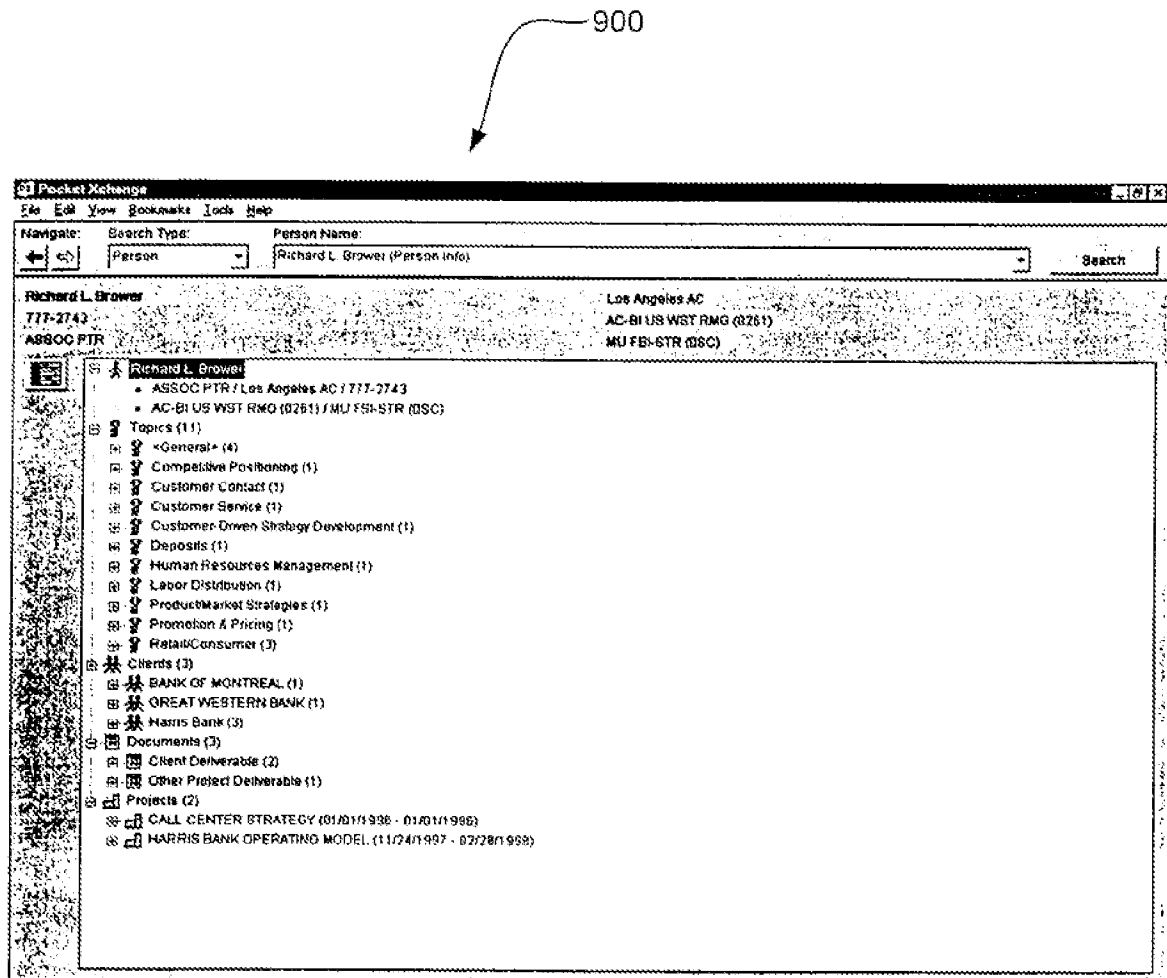 900
Pocket Xchange
File Edit View Bookmarks Tools Help
Navigate: Search Type: Person Name:
Person Richard L. Brower (Person Info) Search
Richard L. Brower Los Angeles AC
777-2743 AC-BI US WST RMG (0261)
ASSOC PTR MU FSI-STR (0SC)
Richard L. Brower
ASSOC PTR / Los Angeles AC / 777-2743
AC-BI US WST RMG (0261) / MU FSI-STR (0SC)
Topics (11)
<General> (4)
Competitive Positioning (1)
Customer Contact (1)
Customer Service (1)
Customer-Driven Strategy Development (1)
Deposits (1)
Human Resources Management (1)
Labor Distribution (1)
Product/Market Strategies (1)
Promotion & Pricing (1)
Retail/Consumer (3)
Clients (3)
BANK OF MONTREAL (1)
GREAT WESTERN BANK (1)
Harris Bank (3)
Documents (3)
Client Deliverable (2)
Other Project Deliverable (1)
Projects (2)
CALL CENTER STRATEGY
HARRIS BANK OPERATING MODEL (11/24/1997 - 02/28/1998)